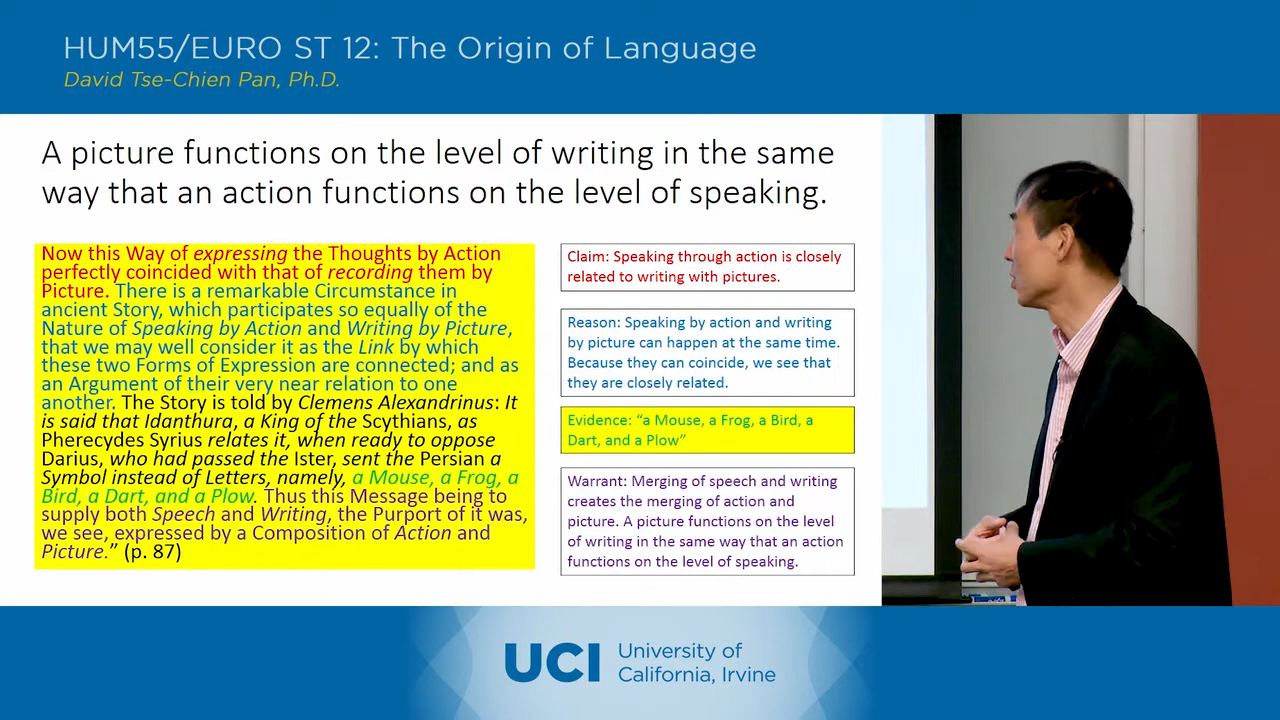 HUM55/EURO ST 12: The Origin of Language
David Tse-Chien Pan, Ph.D.
A picture functions on the level of writing in the same
way that an action functions on the level of speaking.
Now this Way of expressing the Thoughts by Action
perfectly coincided with that of recording them by
Picture. There is a remarkable Circumstance in
ancient Story, which participates so equally of the
Nature of Speaking by Action and Writing by Picture,
that we may well consider it as the Link by which
these two Forms of Expression are connected; and as
an Argument of their very near relation to one
another. The Story is told by Clemens Alexandrinus: It
is said that Idanthura, a King of the Scythians, as
Pherecydes Syrius relates it, when ready to oppose
Darius, who had passed the Ister, sent the Persian a
Symbol instead of Letters, namely, a Mouse, a Frog, a
Bird, a Dart, and a Plow. Thus this Message being to
supply both Speech and Writing, the Purport of it was,
we see, expressed by a Composition of Action and
Picture.” (p. 87)
Claim: Speaking through action is closely
related to writing with pictures.
Reason: Speaking by action and writing
by picture can happen at the same time.
Because they can coincide, we see that
they are closely related.
Evidence: “a Mouse, a Frog, a Bird, a
Dart, and a Plow”
Warrant: Merging of speech and writing
creates the merging of action and
picture. A picture functions on the level
of writing in the same way that an action
functions on the level of speaking.
UCI University of
California, Irvine